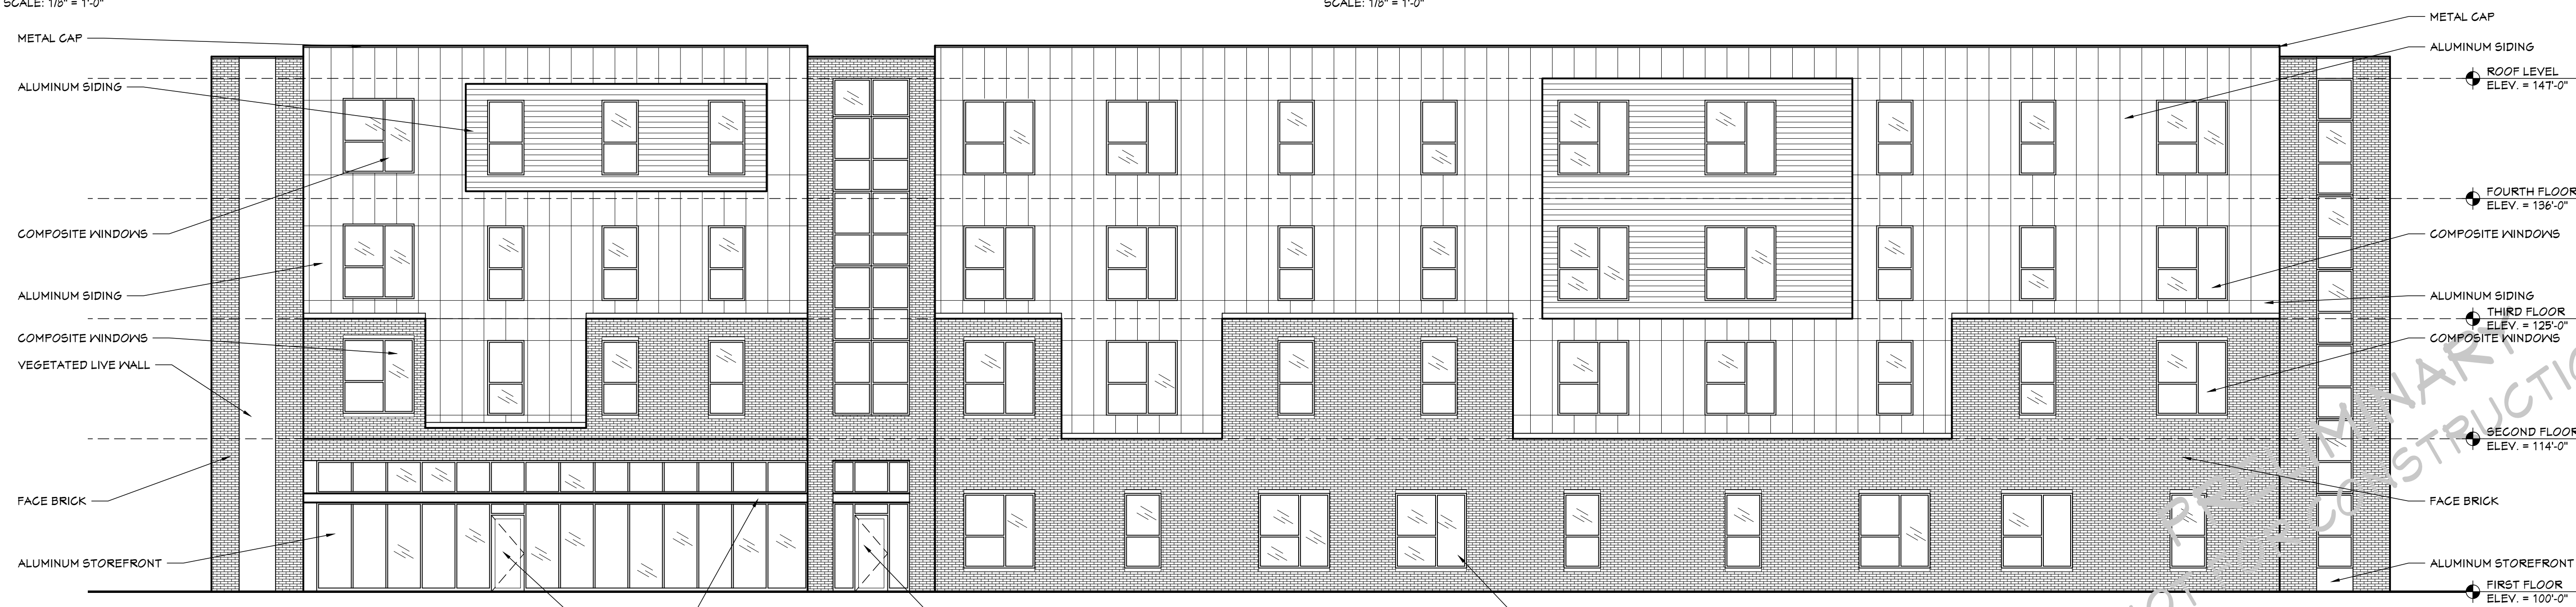 SCALE: 1/8" = 1'-0"
SCALE: 1/8" = 1'-0"
METAL CAP
ALUMINUM SIDING
COMPOSITE WINDOWS
ALUMINUM SIDING
COMPOSITE WINDOWS
VEGETATED LIVE WALL
FACE BRICK
ALUMINUM STOREFRONT
METAL CAP
ALUMINUM SIDING
ROOF LEVEL
ELEV. = 147'-0"
FOURTH FLOOR
ELEV. = 136'-0"
COMPOSITE WINDOWS
ALUMINUM SIDING
THIRD FLOOR
ELEV. = 125'-0"
COMPOSITE WINDOWS
SECOND FLOOR
ELEV. = 114'-0"
FACE BRICK
ALUMINUM STOREFRONT
FIRST FLOOR
ELEV. = 100'-0"
PRELIMINARY
NOT FOR CONSTRUCTIO